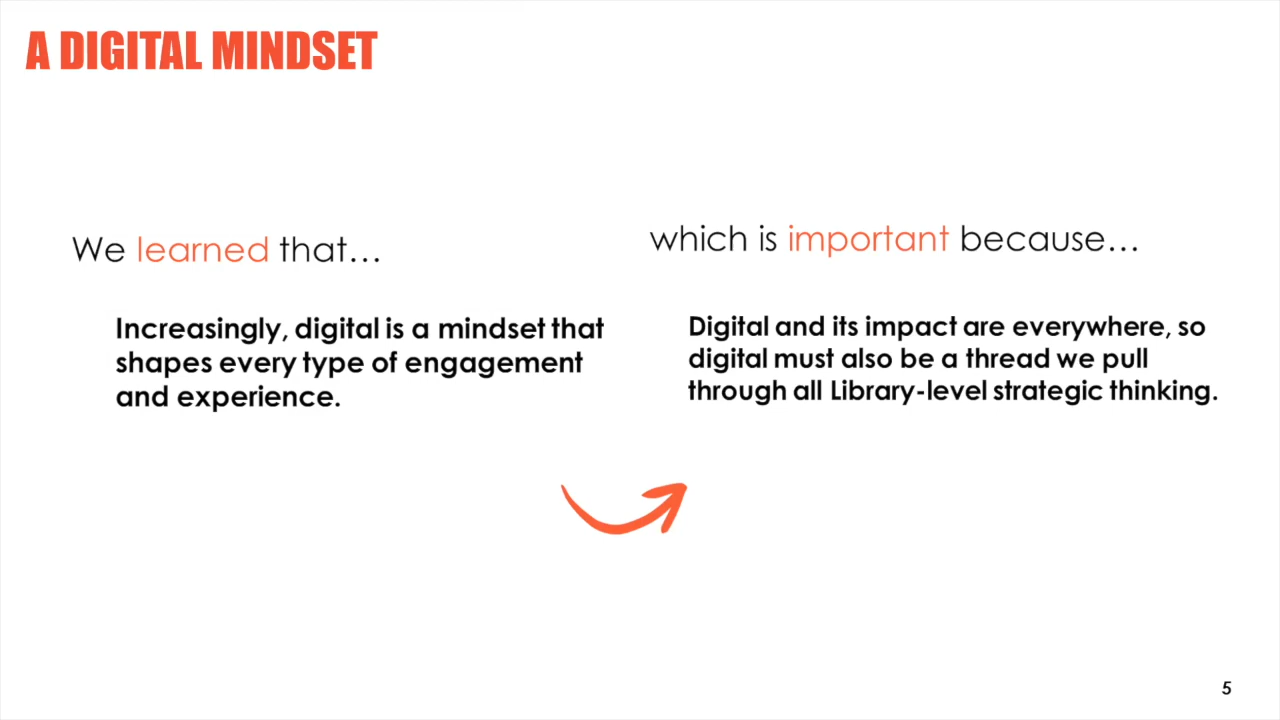 A DIGITAL MINDSET
We learned that…
Increasingly, digital is a mindset that
shapes every type of engagement
and experience.
which is important because…
Digital and its impact are everywhere, so
digital must also be a thread we pull
through all Library-level strategic thinking.
5